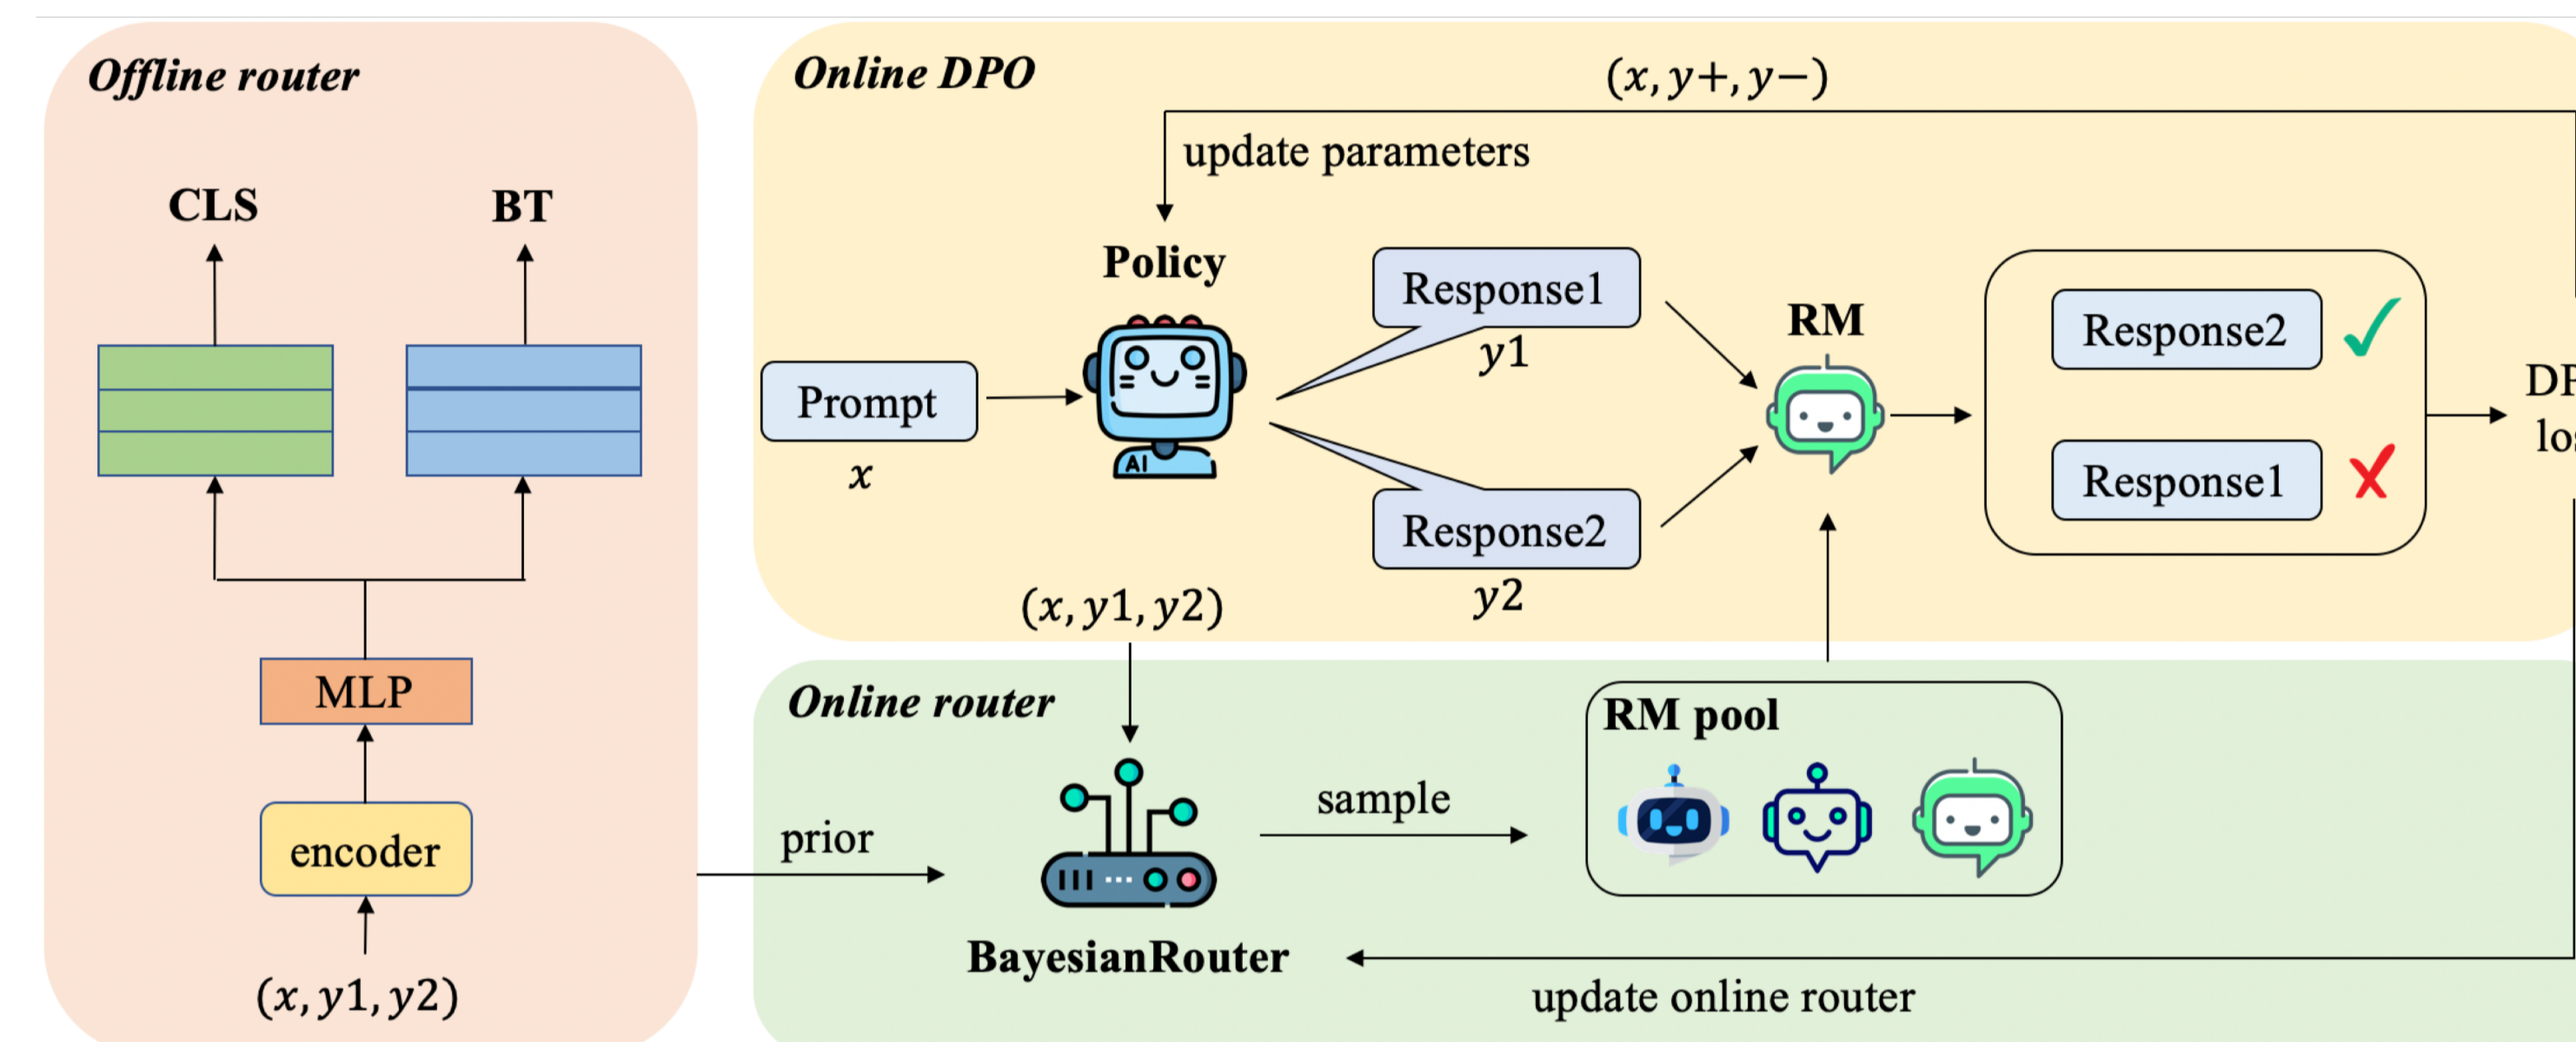 Offline router
CLS
BT
MLP
encoder
(x, y1, y2)
Online DPO
(x, y+, y−)
update parameters
Policy
Prompt
x
AI
Response1
y1
Response2
y2
RM
Response2
Response1
(x, y1, y2)
Online router
prior
BayesianRouter
sample
RM pool
update online router